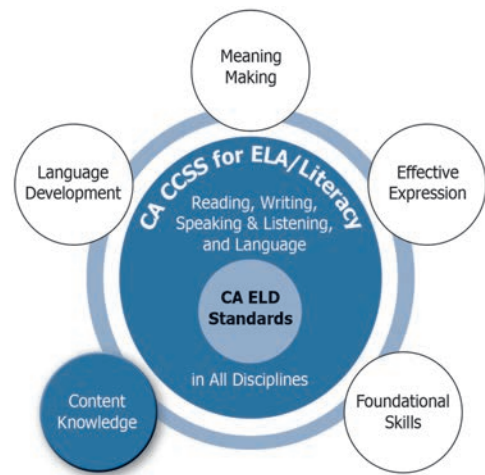 Meaning
Making
Language
Development
Effective
Expression
CA CCSS for ELA/Literacy
Reading, Writing,
Speaking & Listening,
and Language
CA ELD
Standards
in All Disciplines
Content
Knowledge
Foundational
Skills